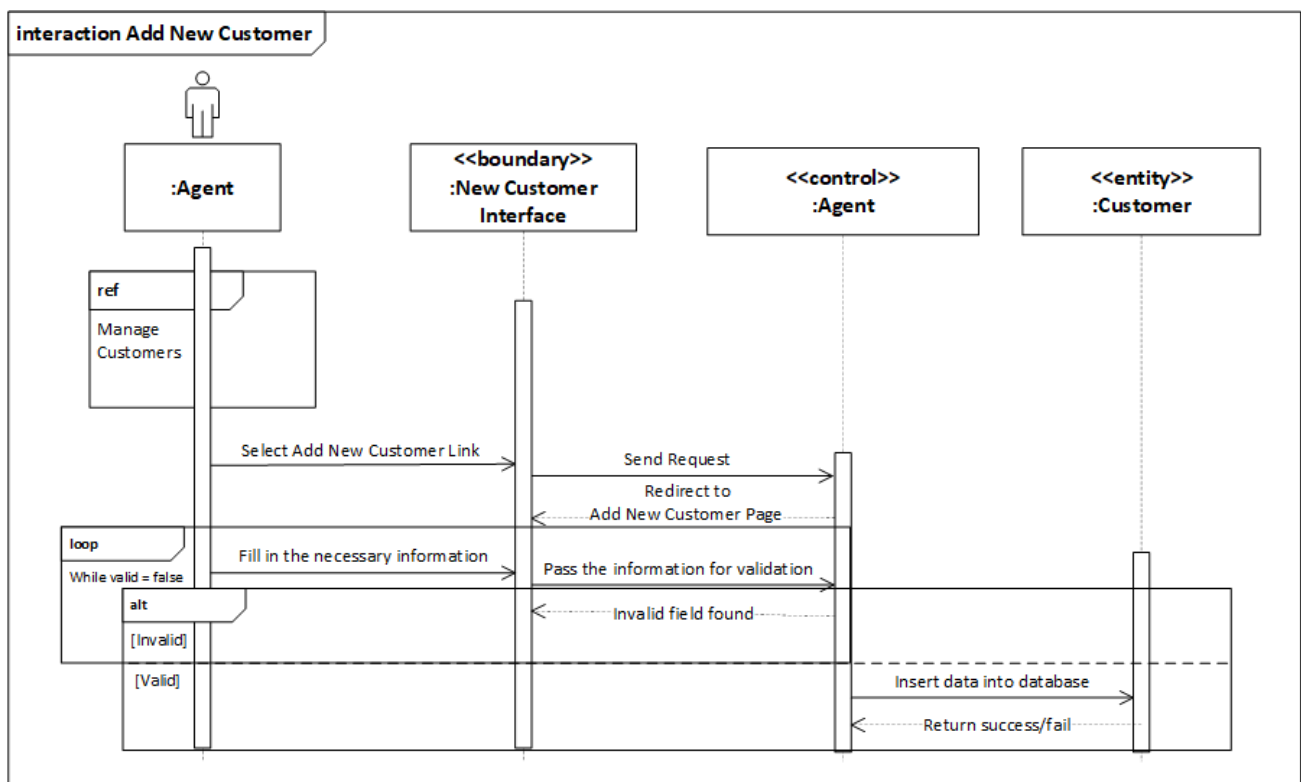 interaction Add New Customer
:Agent
<<boundary>>
:New Customer
Interface
<<control>>
:Agent
<<entity>>
:Customer
ref
Manage
Customers
Select Add New Customer Link
Send Request
Redirect to
Add New Customer Page
loop
While valid = false
Fill in the necessary information
Pass the information for validation
alt
[Invalid]
Invalid field found
[Valid]
Insert data into database
Return success/fail